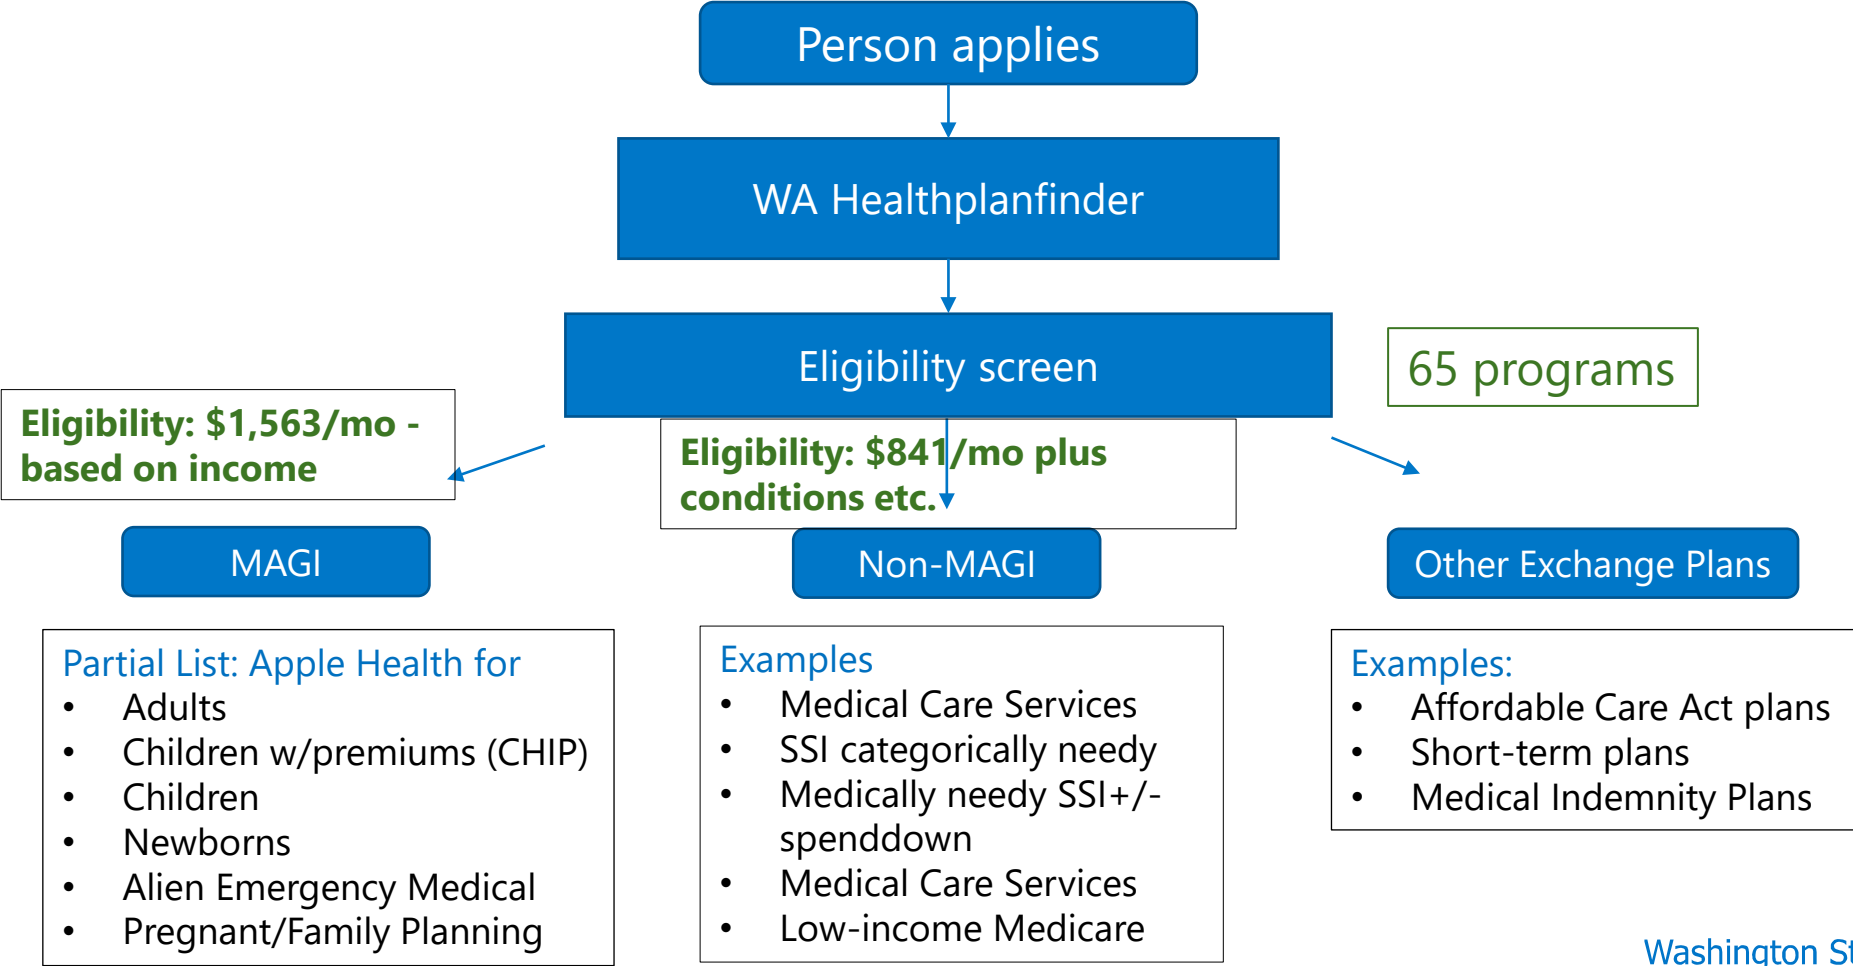 Person applies
WA Healthplanfinder
Eligibility screen
65 programs
Eligibility: $1,563/mo -
based on income
Eligibility: $841/mo plus
conditions etc.
MAGI
Non-MAGI
Other Exchange Plans
Partial List: Apple Health for
• Adults
• Children w/premiums (CHIP)
• Children
• Newborns
• Alien Emergency Medical
• Pregnant/Family Planning
Examples
• Medical Care Services
• SSI categorically needy
• Medically needy SSI+/-
spenddown
• Medical Care Services
• Low-income Medicare
Examples:
• Affordable Care Act plans
• Short-term plans
• Medical Indemnity Plans
Washington St